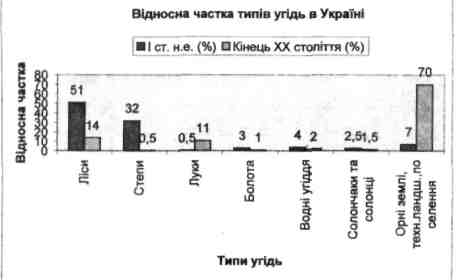 Відносна частка типів угідь в Україні
І ст. н.е. (%) Кінець ХХ століття (%)
Відносна частка
80
70
60
50
40
30
20
10
0
51
14
32
0,5
0,5
11
3
1
4
2
2,5
1,5
7
70
Ліси
Степи
Луки
Болота
Водні угіддя
Солончаки та
солонці
Орні землі,
техн.ландш.,по
селення
Типи угідь